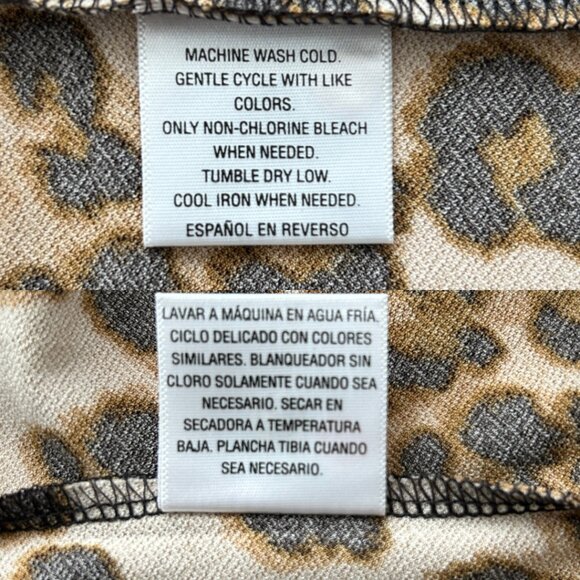 MACHINE WASH COLD.
GENTLE CYCLE WITH LIKE
COLORS.
ONLY NON-CHLORINE BLEACH
WHEN NEEDED.
TUMBLE DRY LOW.
COOL IRON WHEN NEEDED.
ESPAÑOL EN REVERSO
LAVAR A MÁQUINA EN AGUA FRÍA.
CICLO DELICADO CON COLORES
SIMILARES. BLANQUEADOR SIN
CLORO SOLAMENTE CUANDO SEA
NECESARIO. SECAR EN
SECADORA A TEMPERATURA
BAJA. PLANCHA TIBIA CUANDO
SEA NECESARIO.